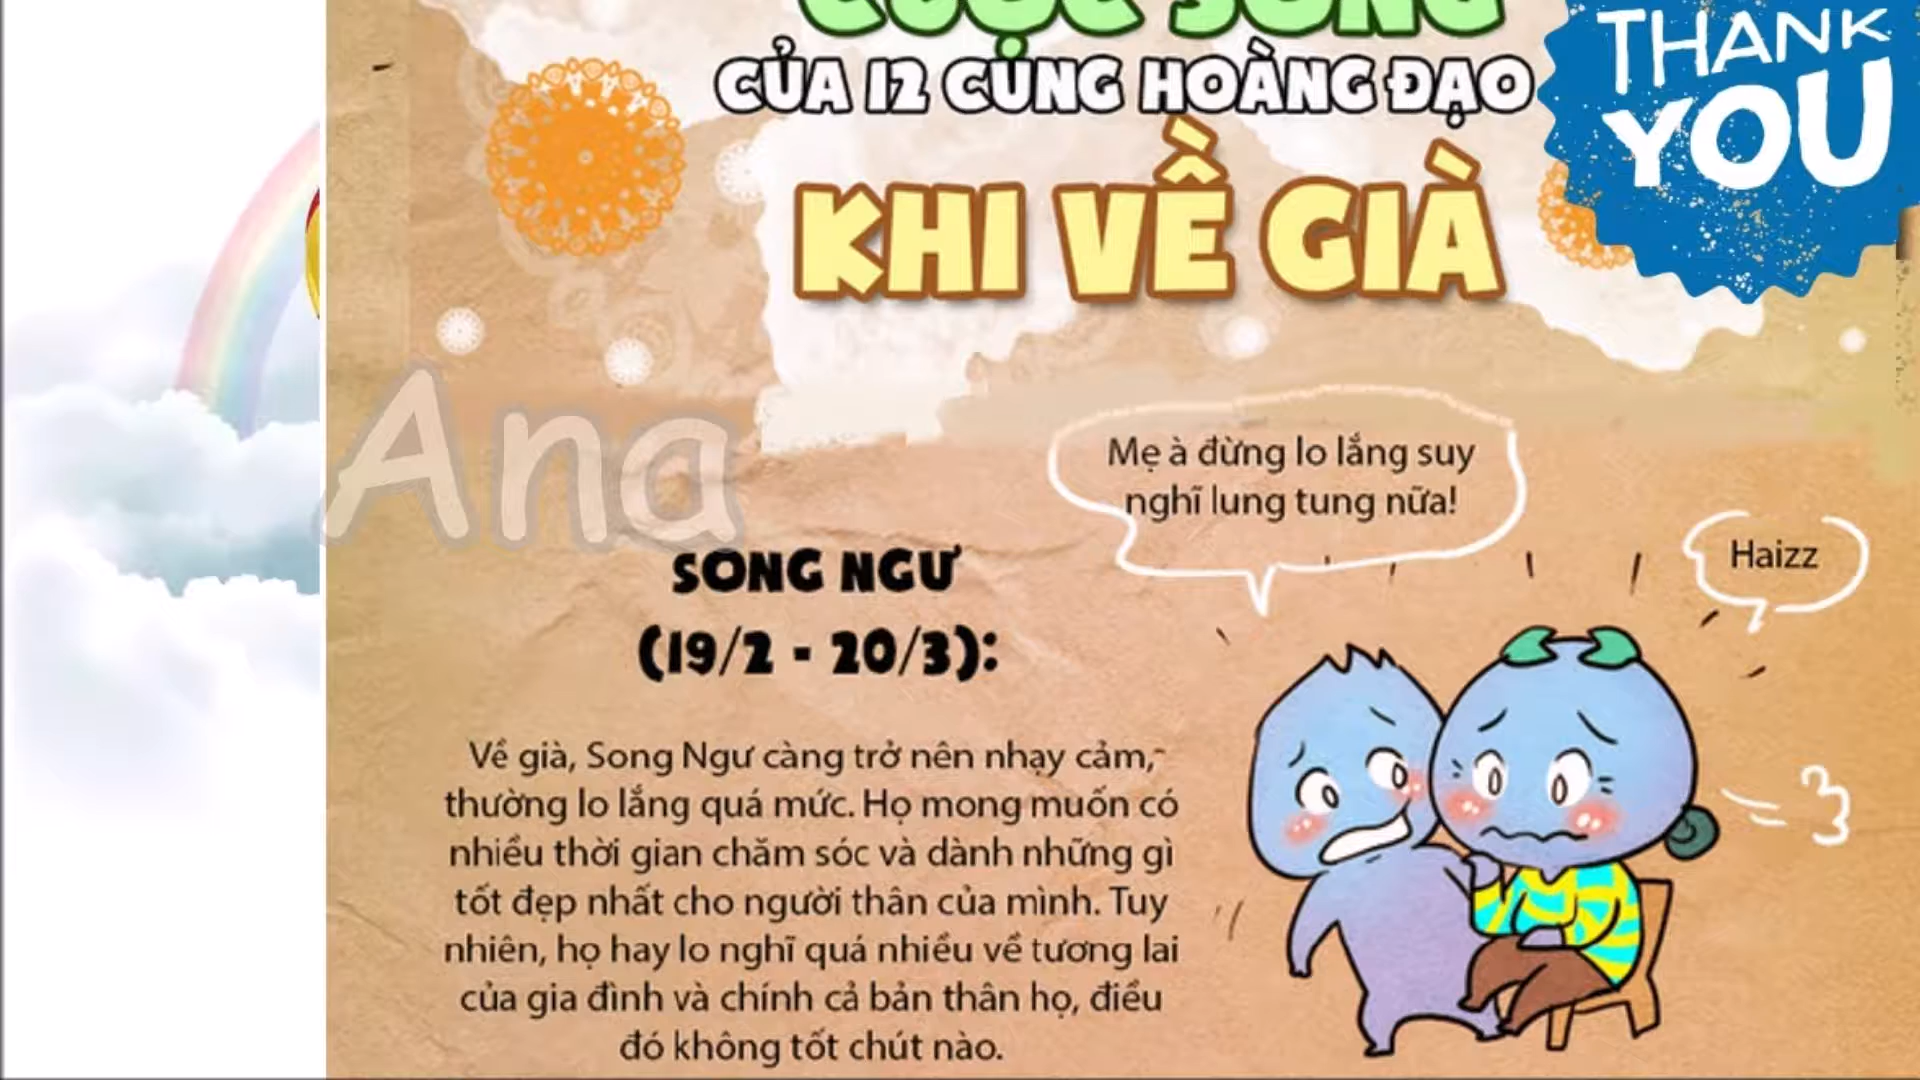 CUỘC SỐNG
CỦA 12 CUNG HOÀNG ĐẠO
KHI VỀ GIÀ
THANK
YOU
Ana
Mẹ à đừng lo lắng suy
nghĩ lung tung nữa!
Haizz
SONG NGƯ
(19/2 - 20/3):
Về già, Song Ngư càng trở nên nhạy cảm,
thường lo lắng quá mức. Họ mong muốn có
nhiều thời gian chăm sóc và dành những gì
tốt đẹp nhất cho người thân của mình. Tuy
nhiên, họ hay lo nghĩ quá nhiều về tương lai
của gia đình và chính cả bản thân họ, điều
đó không tốt chút nào.